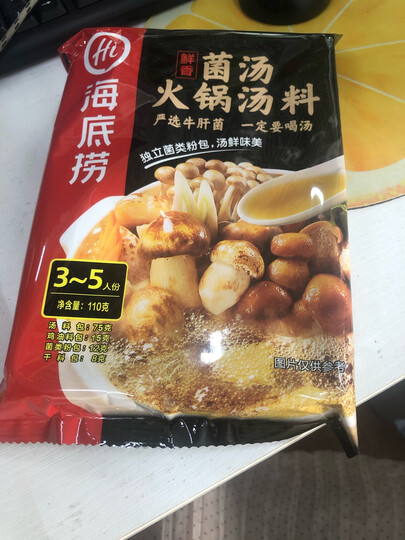 Hi
海底捞
鲜香
菌汤
火锅汤料
严选牛肝菌 一定要喝汤
独立菌类粉包，汤鲜味美
3~5人份
净含量：110克
汤料包：75克
鸡油料包：15克
菌类粉包：12克
干料包：8克
图片仅供参考